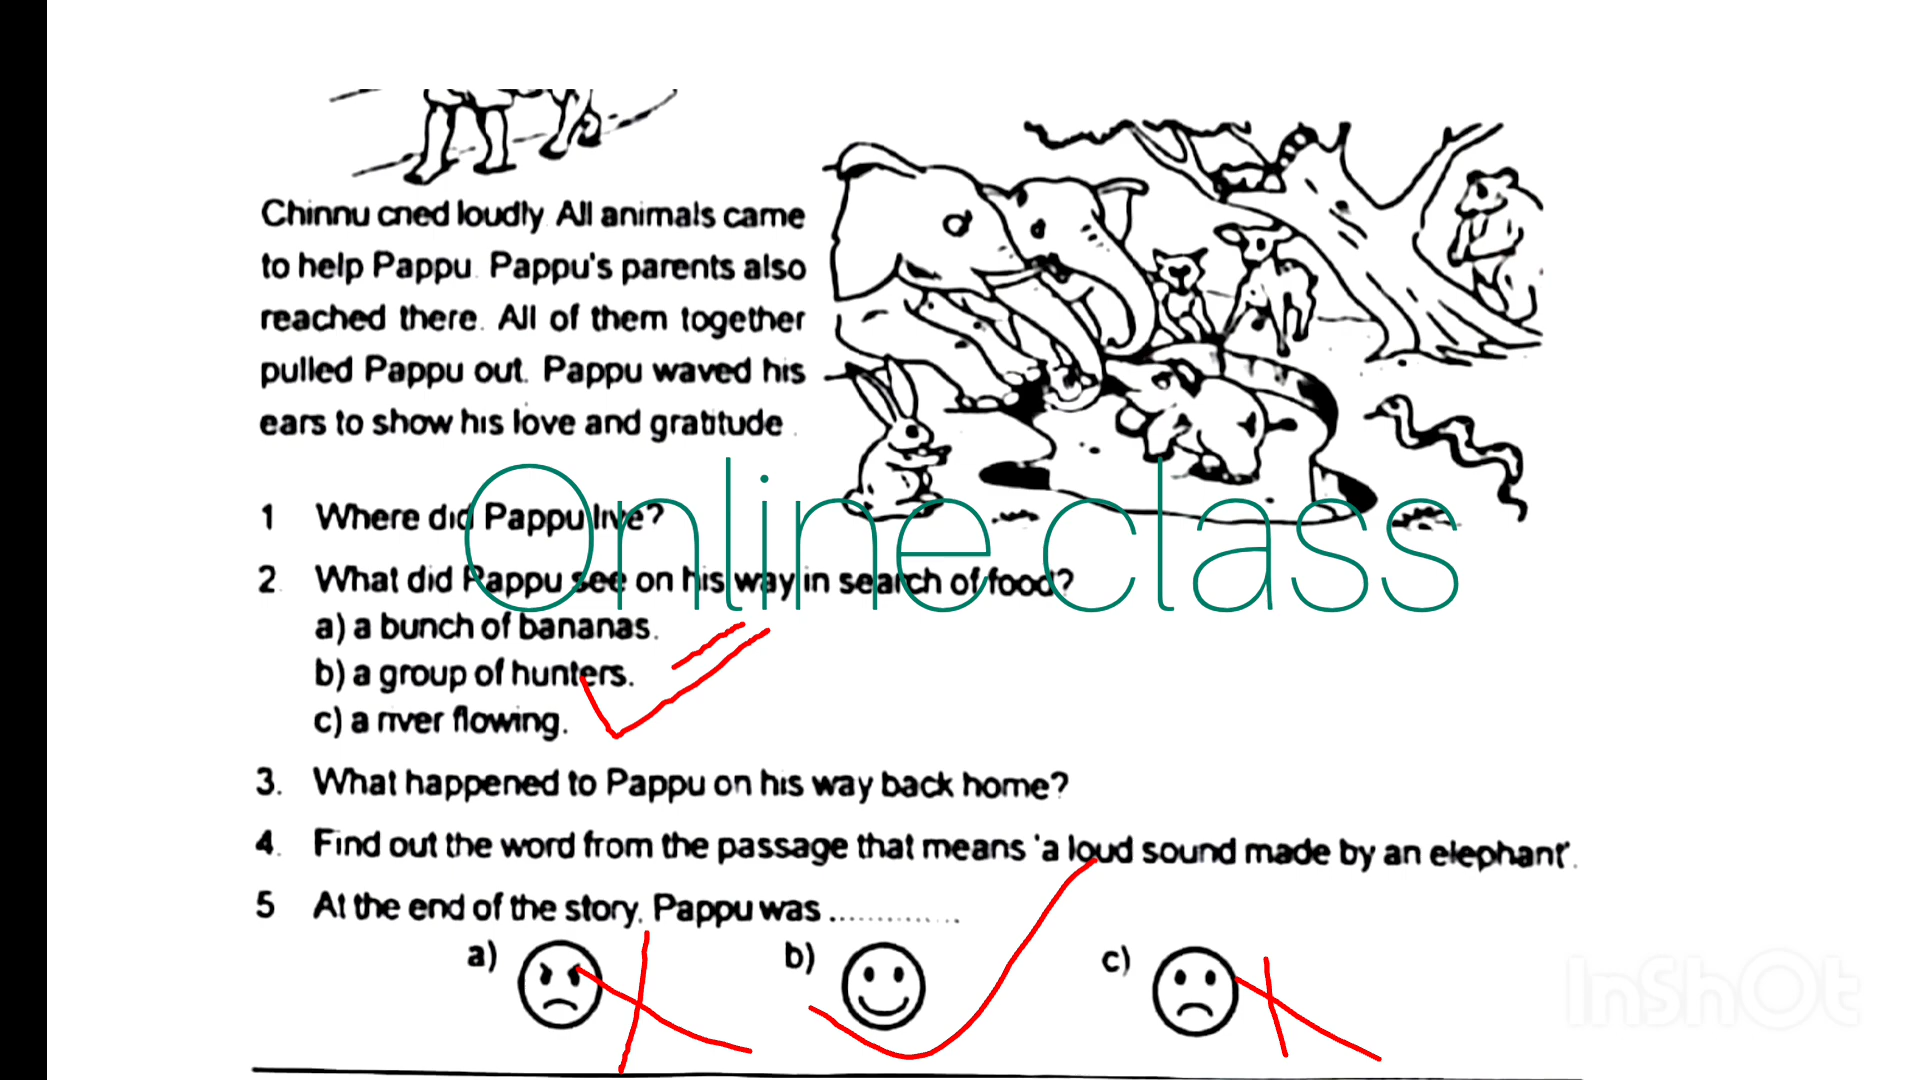 Chinnu cried loudly. All animals came
to help Pappu. Pappu's parents also
reached there. All of them together
pulled Pappu out. Pappu waved his
ears to show his love and gratitude.
1 Where did Pappu live?
2. What did Pappu see on his way in search of food?
a) a bunch of bananas.
b) a group of hunters.
c) a river flowing.
3. What happened to Pappu on his way back home?
4. Find out the word from the passage that means 'a loud sound made by an elephant'.
5 At the end of the story, Pappu was .............
a) b) c)
Online class
InShOt